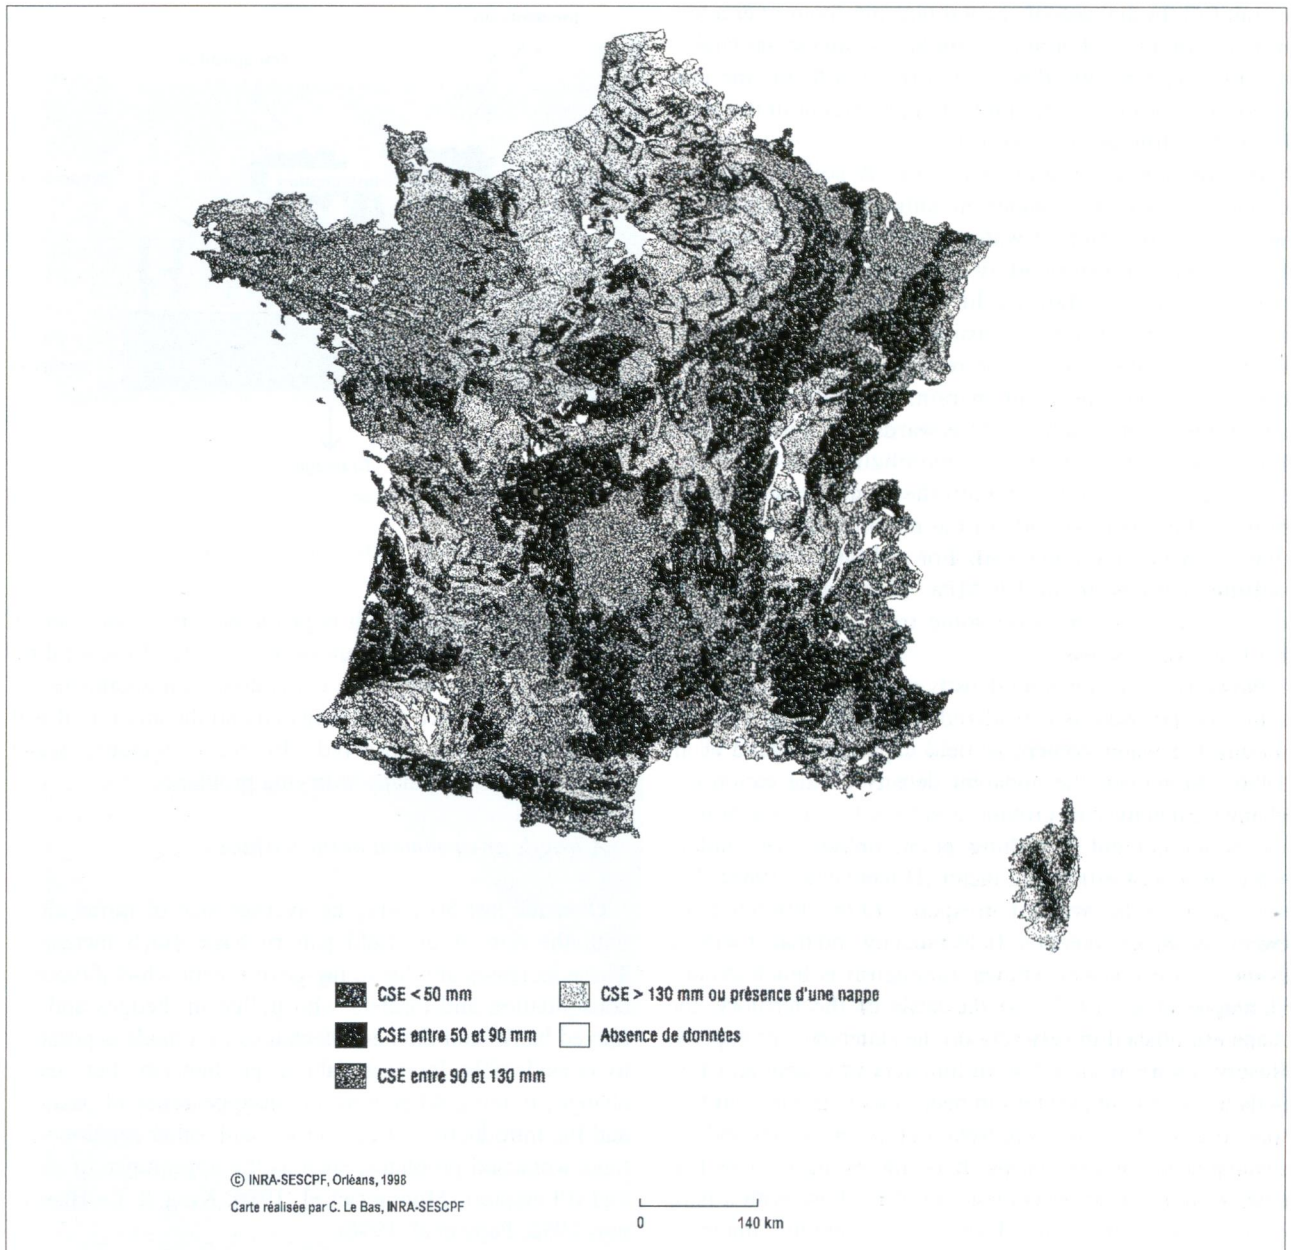 CSE < 50 mm
CSE entre 50 et 90 mm
CSE entre 90 et 130 mm
CSE > 130 mm ou présence d'une nappe
Absence de données
© INRA-SESCPF, Orléans, 1998
Carte réalisée par C. Le Bas, INRA-SESCPF
0 140 km